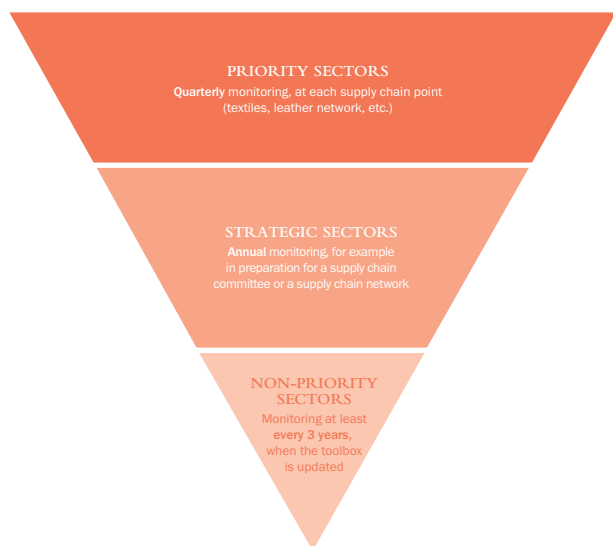 PRIORITY SECTORS
Quarterly monitoring, at each supply chain point
(textiles, leather network, etc.)
STRATEGIC SECTORS
Annual monitoring, for example
in preparation for a supply chain
committee or a supply chain network
NON-PRIORITY
SECTORS
Monitoring at least
every 3 years,
when the toolbox
is updated